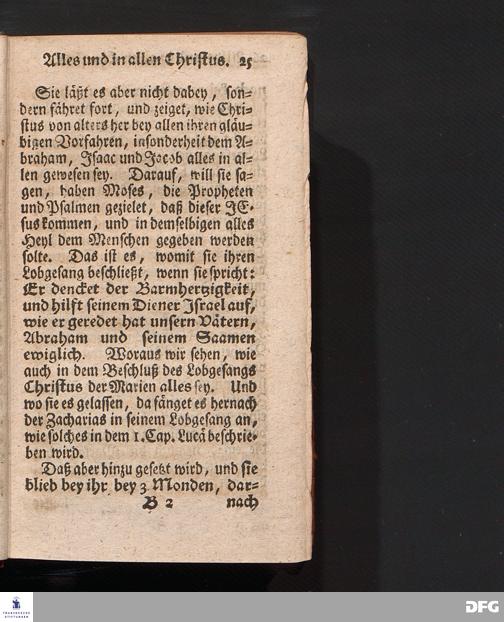 Alles und in allen Christus. 25
Sie läßt es aber nicht dabey, son-
dern fähret fort, und zeiget, wie Chri-
stus von alters her bey allen ihren gläu-
bigen Vorfahren, insonderheit dem A-
braham, Isaac und Jacob alles in al-
len gewesen sey. Darauf, will sie sa-
gen, haben Moses, die Propheten
und Psalmen gezielet, daß dieser JE-
sus kommen, und in demselbigen alles
Heyl dem Menschen gegeben werden
solte. Das ist es, womit sie ihren
Lobgesang beschließt, wenn sie spricht:
Er dencket der Barmhertzigkeit,
und hilft seinem Diener Israel auf,
wie er geredet hat unsern Vätern,
Abraham und seinem Saamen
ewiglich. Woraus wir sehen, wie
auch in dem Beschluß des Lobgesangs
Christus der Marien alles sey. Und
wo sie es gelassen, da fänget es hernach
der Zacharias in seinem Lobgesang an,
wie solches in dem 1. Cap. Lucä beschrie-
ben wird.
Daß aber hinzu gesetzt wird, und sie
blieb bey ihr bey 3 Monden, dar-
B 2 nach
FRANCKESCHE
STIFTUNGEN
DFG